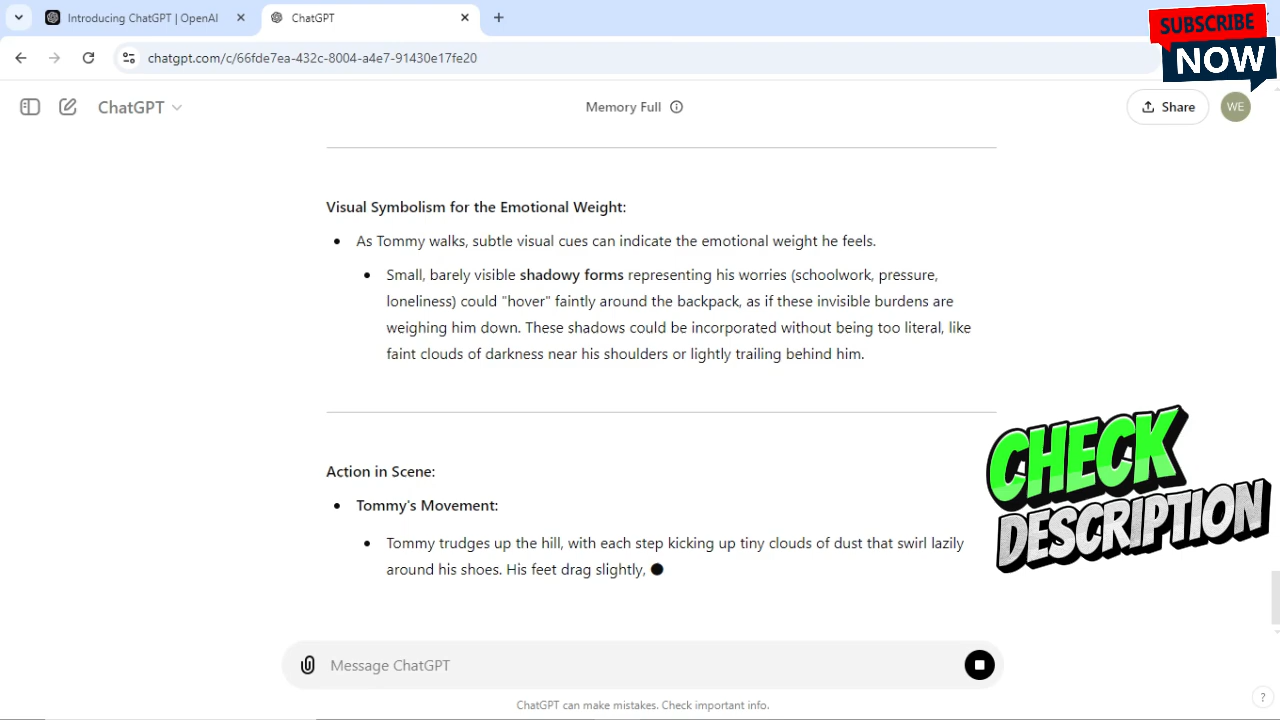 Introducing ChatGPT | OpenAI
ChatGPT
SUBSCRIBE
NOW
chatgpt.com/c/66fde7ea-432c-8004-a4e7-91430e17fe20
ChatGPT
Memory Full
Share
WE
Visual Symbolism for the Emotional Weight:
• As Tommy walks, subtle visual cues can indicate the emotional weight he feels.
• Small, barely visible shadowy forms representing his worries (schoolwork, pressure,
loneliness) could "hover" faintly around the backpack, as if these invisible burdens are
weighing him down. These shadows could be incorporated without being too literal, like
faint clouds of darkness near his shoulders or lightly trailing behind him.
CHECK
DESCRIPTION
Action in Scene:
• Tommy's Movement:
• Tommy trudges up the hill, with each step kicking up tiny clouds of dust that swirl lazily
around his shoes. His feet drag slightly,
Message ChatGPT
ChatGPT can make mistakes. Check important info.
?